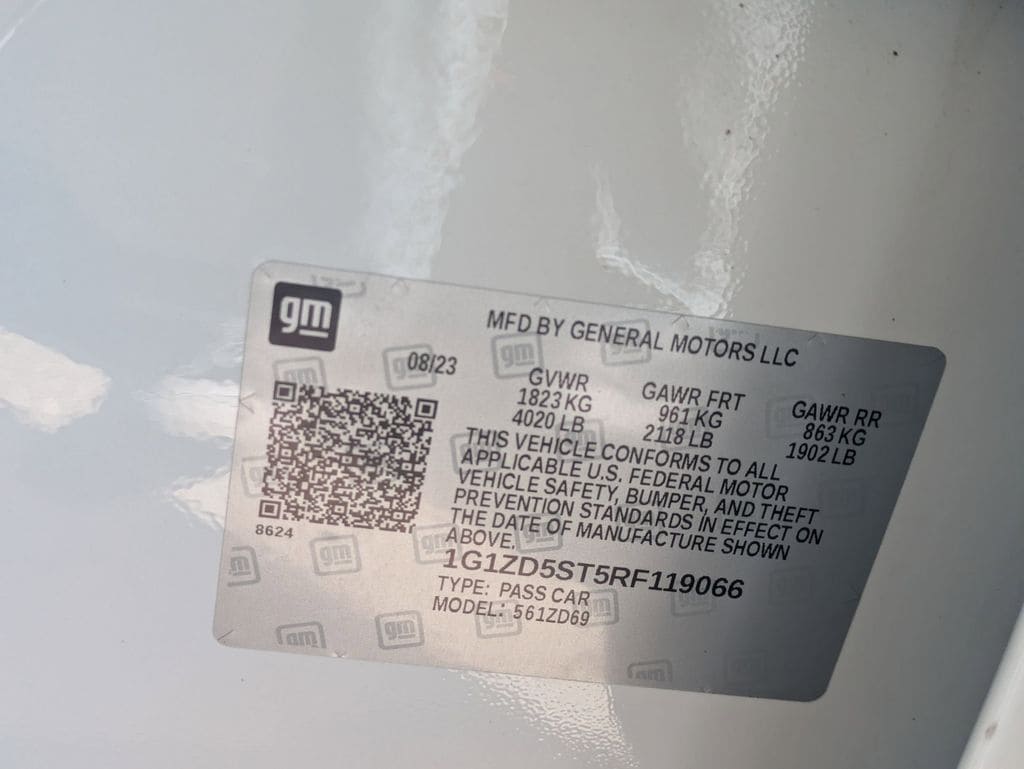 gm
MFD BY GENERAL MOTORS LLC
08/23
GVWR
1823 KG
4020 LB
GAWR FRT
961 KG
2118 LB
GAWR RR
863 KG
1902 LB
THIS VEHICLE CONFORMS TO ALL
APPLICABLE U.S. FEDERAL MOTOR
VEHICLE SAFETY, BUMPER, AND THEFT
PREVENTION STANDARDS IN EFFECT ON
THE DATE OF MANUFACTURE SHOWN
ABOVE.
8624
1G1ZD5ST5RF119066
TYPE: PASS CAR
MODEL: 561ZD69